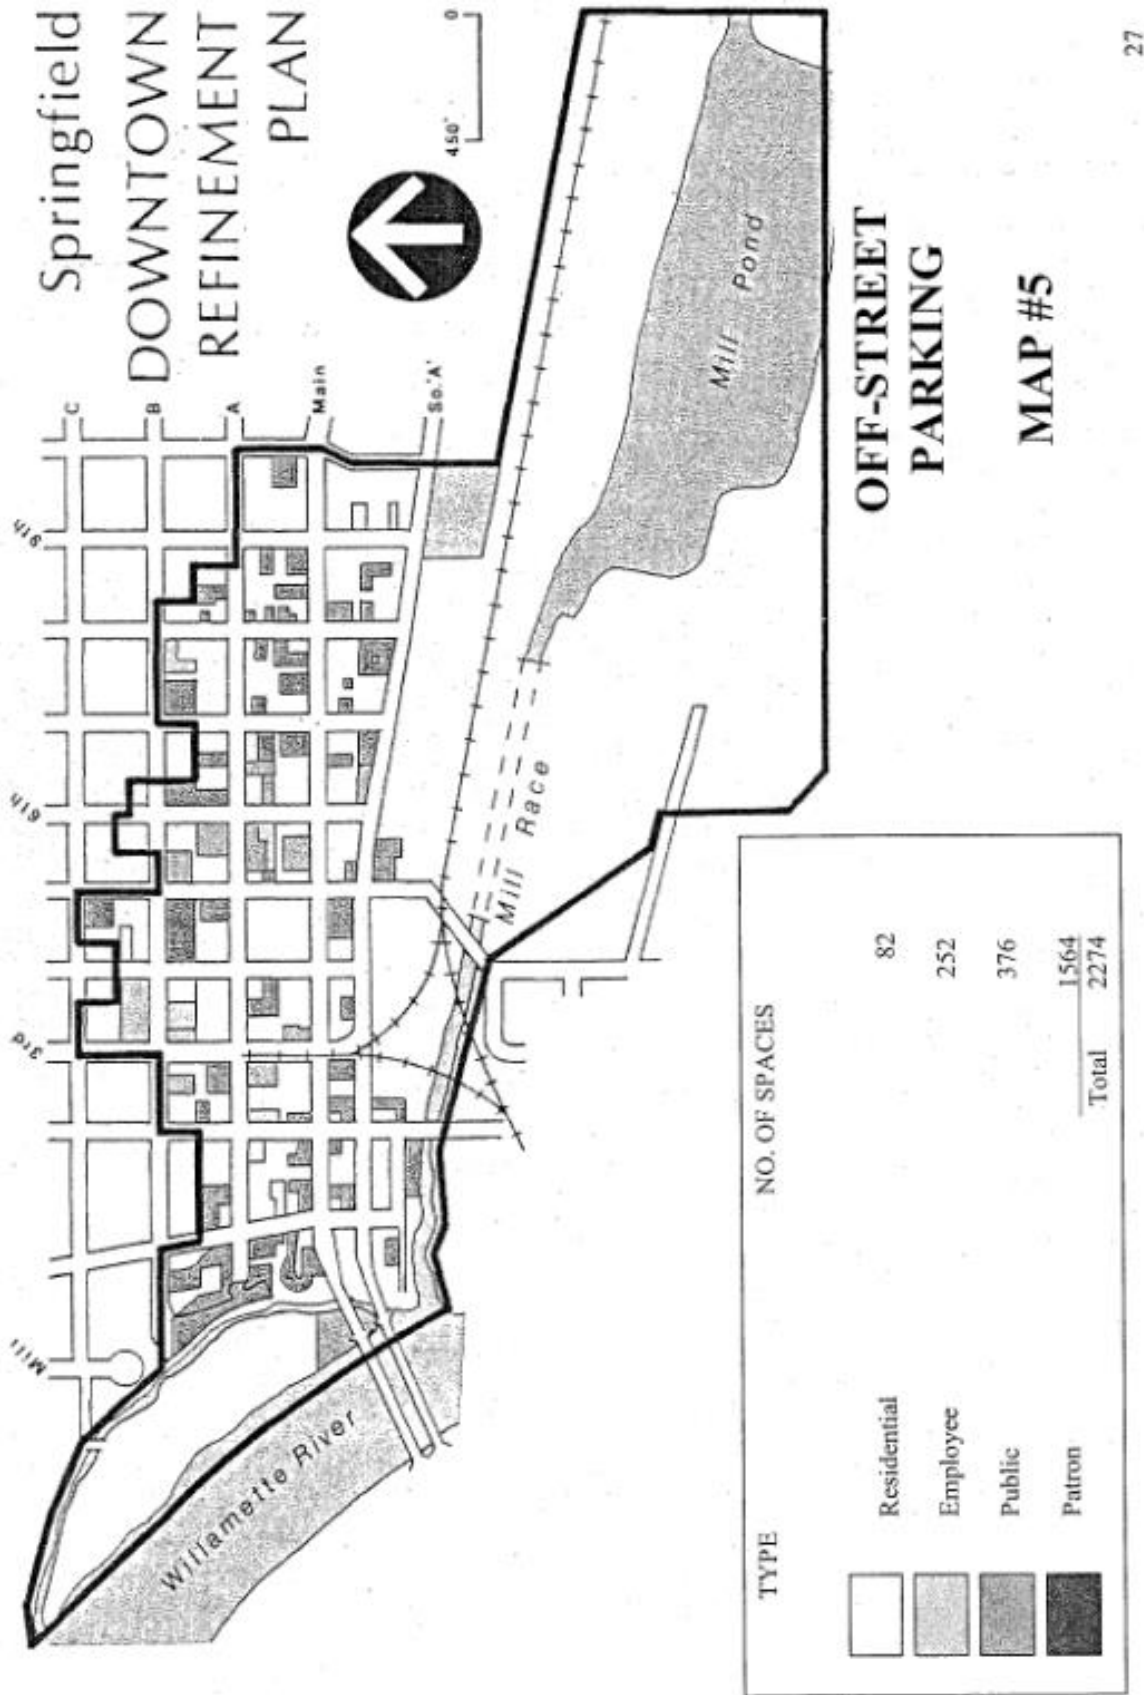 Springfield
DOWNTOWN
REFINEMENT
PLAN
450'
0
C
B
A
Main
So.'A'
9th
6th
3rd
Mill
Willamette River
Mill Race
Mill Pond
OFF-STREET
PARKING
MAP #5
TYPE NO. OF SPACES
Residential 82
Employee 252
Public 376
Patron 1564
Total 2274
27